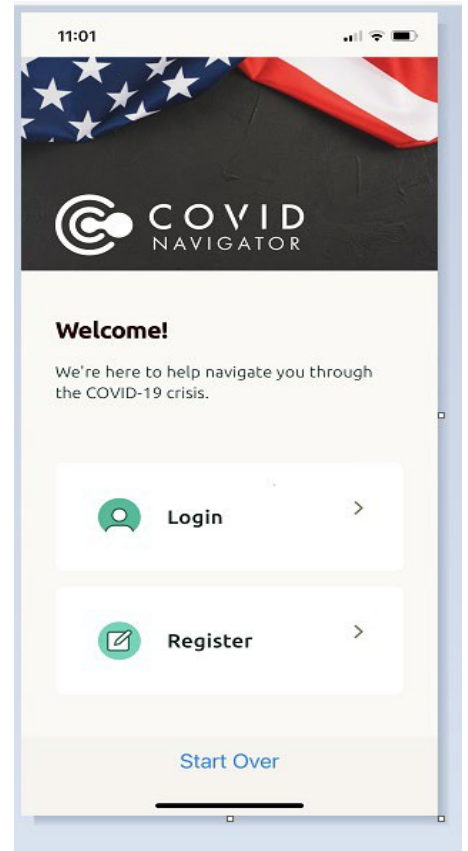 11:01
COVID
NAVIGATOR
Welcome!
We're here to help navigate you through
the COVID-19 crisis.
Login
Register
Start Over